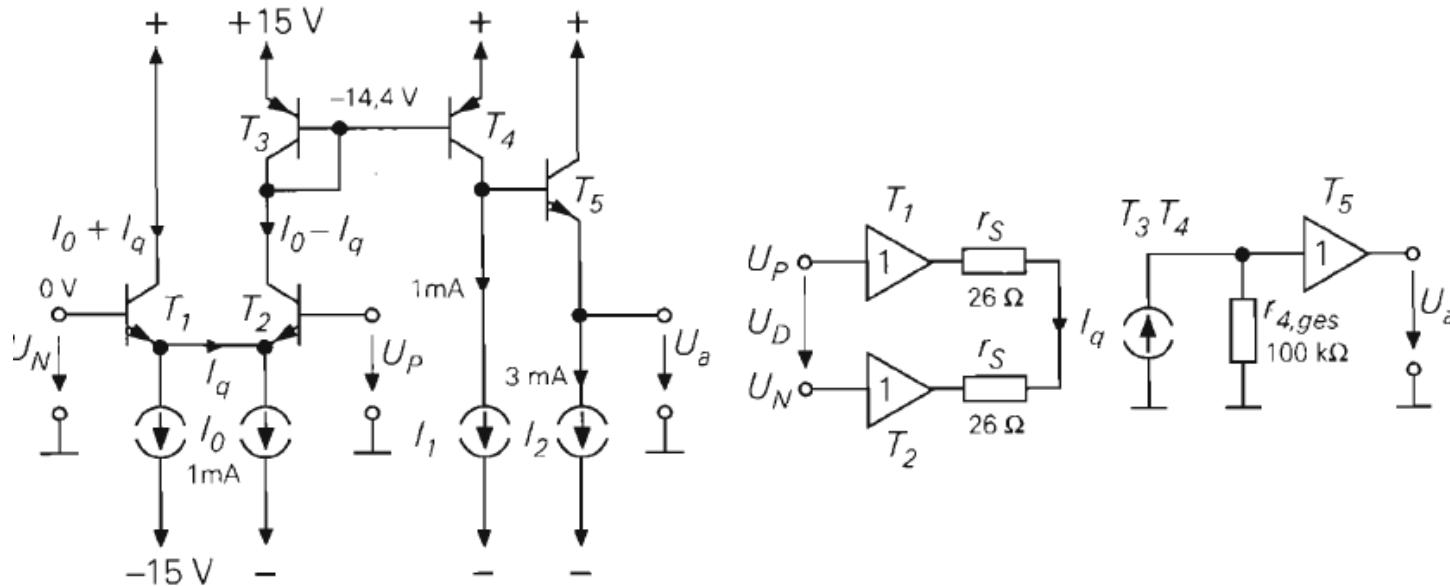 + +15 V + +
−14,4 V
T3 T4
T5
I0 + Iq I0 − Iq
0 V 1mA
T1 T2
UN Iq UP 3 mA Ua
I0 I1 I2
1mA
−15 V − − −
T1 rS T3 T4 T5
UP 1 1
26 Ω
UD Iq r4,ges Ua
rS 100 kΩ
UN 1
26 Ω
T2